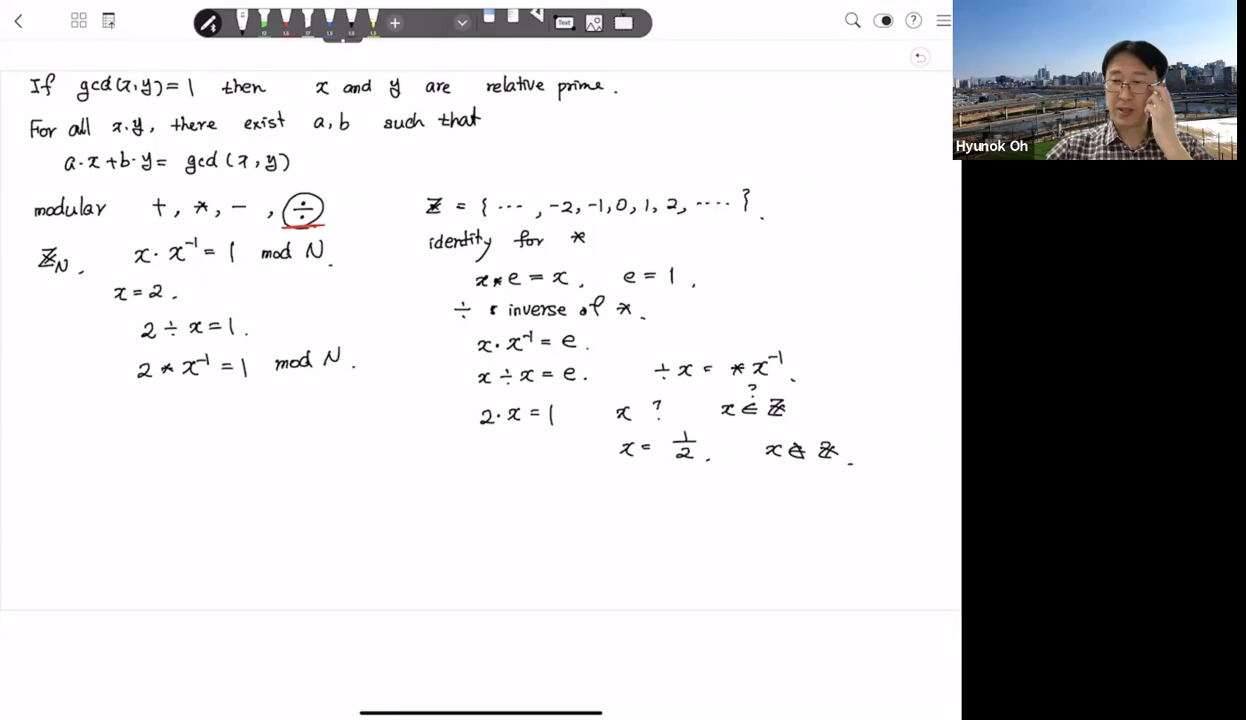 Text
If gcd(x,y)=1 then x and y are relative prime.
For all x,y, there exist a,b such that
a·x+b·y= gcd(x,y)
modular +, *, -, ÷
ℤ_N. x·x⁻¹=1 mod N.
x=2.
2÷x=1.
2*x⁻¹=1 mod N.
ℤ = { ···, -2, -1, 0, 1, 2, ···· }.
identity for *
x*e=x, e=1.
÷ : inverse of *.
x·x⁻¹=e.
x÷x=e. ÷x = *x⁻¹.
2·x=1 x ? x ∈ ℤ ?
x = 1/2. x ∉ ℤ.
Hyunok Oh